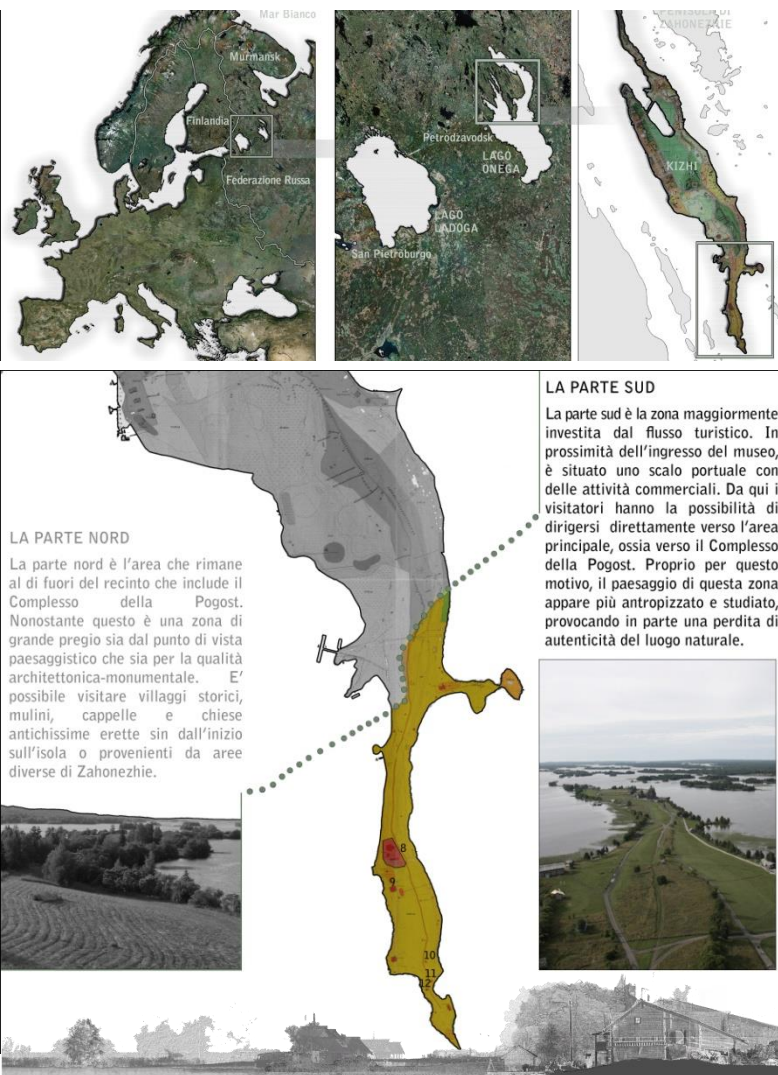 Mar Bianco
Murmansk
Finlandia
Federazione Russa
Petrodzavodsk
LAGO
ONEGA
LAGO
LADOGA
San Pietroburgo
PENISOLA DI
ZAHONEZHIE
KIZHI
LA PARTE NORD
La parte nord è l'area che rimane
al di fuori del recinto che include il
Complesso della Pogost.
Nonostante questo è una zona di
grande pregio sia dal punto di vista
paesaggistico che sia per la qualità
architettonica-monumentale. E'
possibile visitare villaggi storici,
mulini, cappelle e chiese
antichissime erette sin dall'inizio
sull'isola o provenienti da aree
diverse di Zahonezhie.
LA PARTE SUD
La parte sud è la zona maggiormente
investita dal flusso turistico. In
prossimità dell'ingresso del museo,
è situato uno scalo portuale con
delle attività commerciali. Da qui i
visitatori hanno la possibilità di
dirigersi direttamente verso l'area
principale, ossia verso il Complesso
della Pogost. Proprio per questo
motivo, il paesaggio di questa zona
appare più antropizzato e studiato,
provocando in parte una perdita di
autenticità del luogo naturale.
8
9
10
11
12